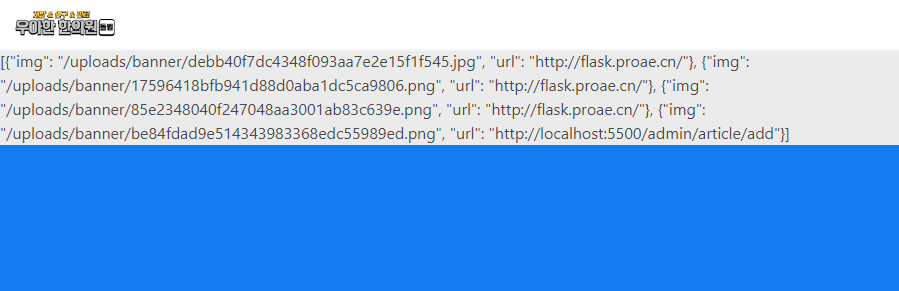 우아한 한의원
[{"img": "/uploads/banner/debb40f7dc4348f093aa7e2e15f1f545.jpg", "url": "http://flask.proae.cn/"}, {"img":
"/uploads/banner/17596418bfb941d88d0aba1dc5ca9806.png", "url": "http://flask.proae.cn/"}, {"img":
"/uploads/banner/85e2348040f247048aa3001ab83c639e.png", "url": "http://flask.proae.cn/"}, {"img":
"/uploads/banner/be84fdad9e514343983368edc55989ed.png", "url": "http://localhost:5500/admin/article/add"}]